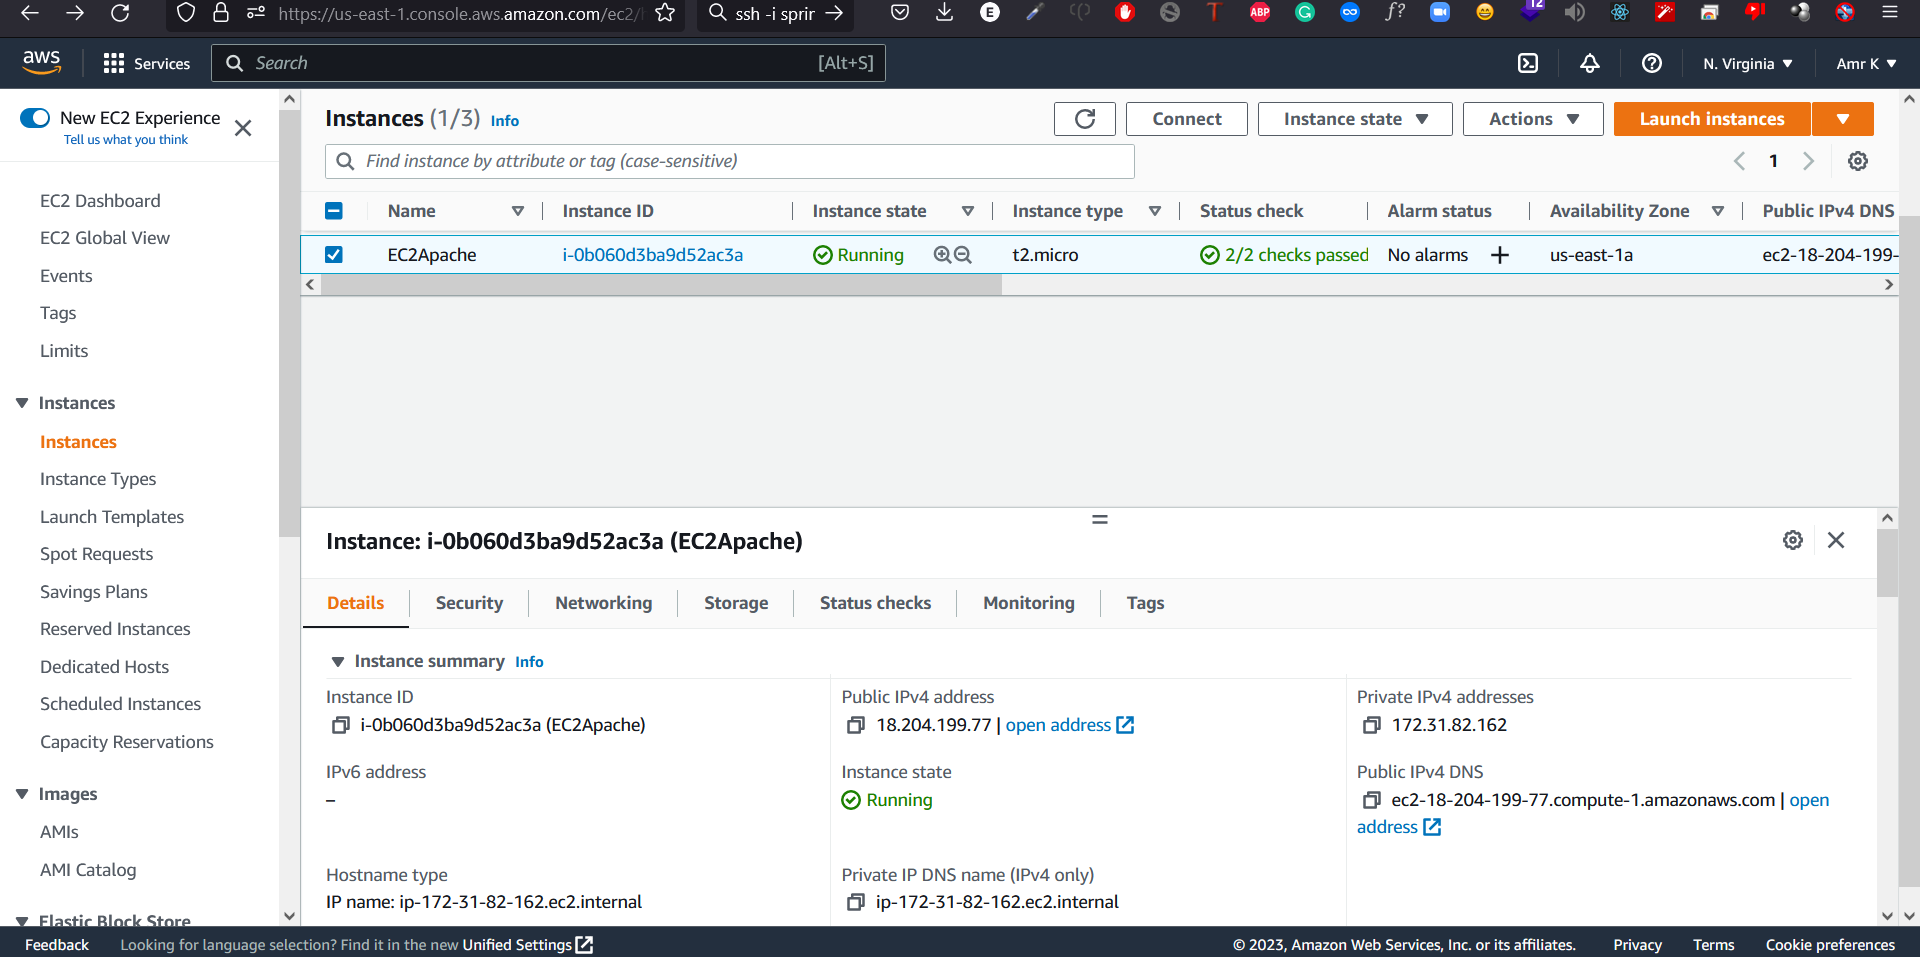 https://us-east-1.console.aws.amazon.com/ec2/
ssh -i sprir
E
T
ABP
G
f?
12
aws
Services
Search
[Alt+S]
N. Virginia
Amr K
New EC2 Experience
Tell us what you think
EC2 Dashboard
EC2 Global View
Events
Tags
Limits
Instances
Instances
Instance Types
Launch Templates
Spot Requests
Savings Plans
Reserved Instances
Dedicated Hosts
Scheduled Instances
Capacity Reservations
Images
AMIs
AMI Catalog
Elastic Block Store
Instances (1/3) Info
Connect
Instance state
Actions
Launch instances
Find instance by attribute or tag (case-sensitive)
1
Name Instance ID Instance state Instance type Status check Alarm status Availability Zone Public IPv4 DNS
EC2Apache i-0b060d3ba9d52ac3a Running t2.micro 2/2 checks passed No alarms + us-east-1a ec2-18-204-199-
Instance: i-0b060d3ba9d52ac3a (EC2Apache)
Details Security Networking Storage Status checks Monitoring Tags
Instance summary Info
Instance ID
i-0b060d3ba9d52ac3a (EC2Apache)
Public IPv4 address
18.204.199.77 | open address
Private IPv4 addresses
172.31.82.162
IPv6 address
–
Instance state
Running
Public IPv4 DNS
ec2-18-204-199-77.compute-1.amazonaws.com | open
address
Hostname type
IP name: ip-172-31-82-162.ec2.internal
Private IP DNS name (IPv4 only)
ip-172-31-82-162.ec2.internal
Feedback
Looking for language selection? Find it in the new Unified Settings
© 2023, Amazon Web Services, Inc. or its affiliates.
Privacy
Terms
Cookie preferences